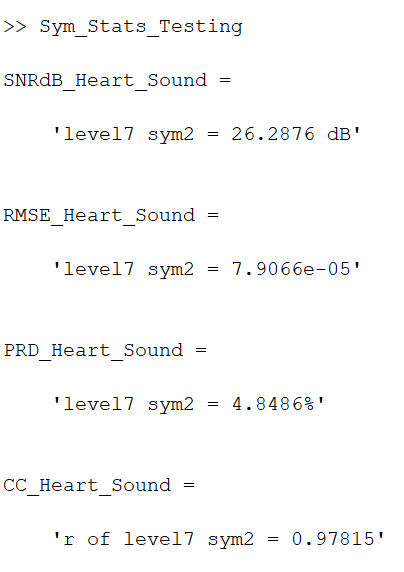 >> Sym_Stats_Testing
SNRdB_Heart_Sound =
'level7 sym2 = 26.2876 dB'
RMSE_Heart_Sound =
'level7 sym2 = 7.9066e-05'
PRD_Heart_Sound =
'level7 sym2 = 4.8486%'
CC_Heart_Sound =
'r of level7 sym2 = 0.97815'